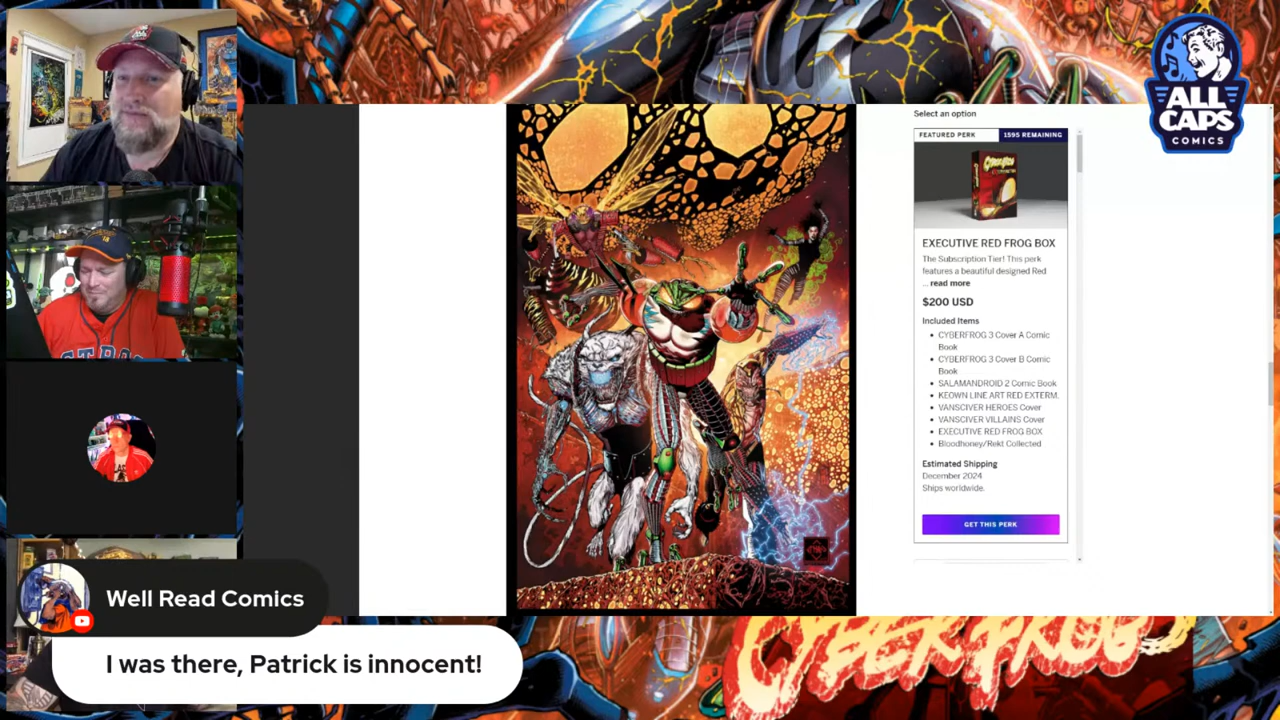 ALL
CAPS
COMICS
Select an option
FEATURED PERK
1595 REMAINING
CYBERFROG
EXECUTIVE RED FROG BOX
The Subscription Tier! This perk
features a beautiful designed Red
... read more
$200 USD
Included Items
CYBERFROG 3 Cover A Comic
Book
CYBERFROG 3 Cover B Comic
Book
SALAMANDROID 2 Comic Book
KEOWN LINE ART RED EXTERM.
VANSCIVER HEROES Cover
VANSCIVER VILLAINS Cover
EXECUTIVE RED FROG BOX
Bloodhoney/Rekt Collected
Estimated Shipping
December 2024
Ships worldwide.
GET THIS PERK
Well Read Comics
I was there, Patrick is innocent!
CYBERFROG